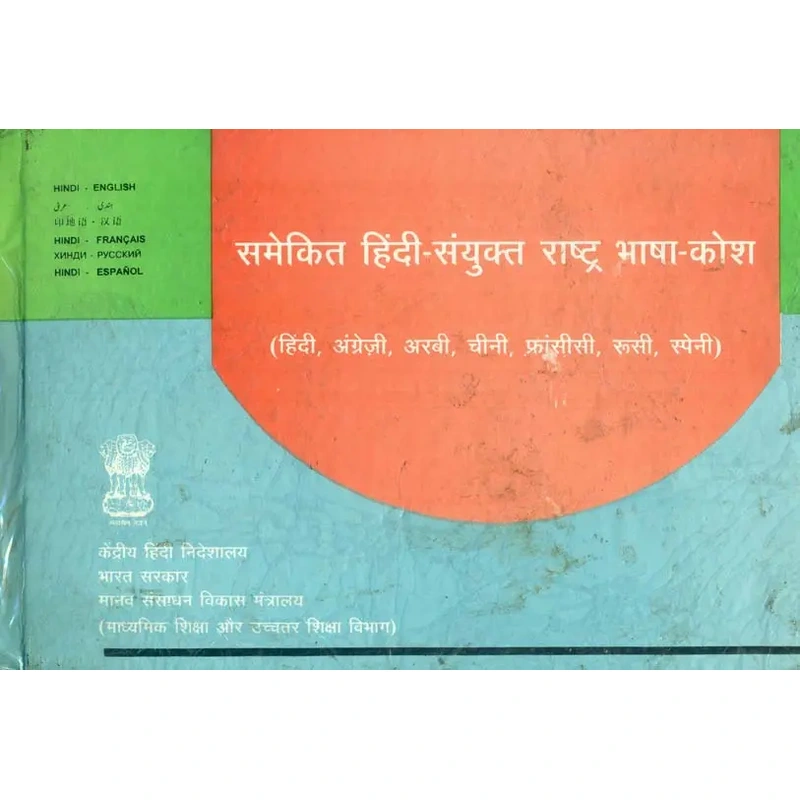 HINDI - ENGLISH
हिंदी
HINDI - FRANÇAIS
ХИНДИ - РУССКИЙ
HINDI - ESPAÑOL
समेकित हिंदी-संयुक्त राष्ट्र भाषा-कोश
(हिंदी, अंग्रेज़ी, अरबी, चीनी, फ्रांसीसी, रूसी, स्पेनी)
केंद्रीय हिंदी निदेशालय
भारत सरकार
मानव संसाधन विकास मंत्रालय
(माध्यमिक शिक्षा और उच्चतर शिक्षा विभाग)